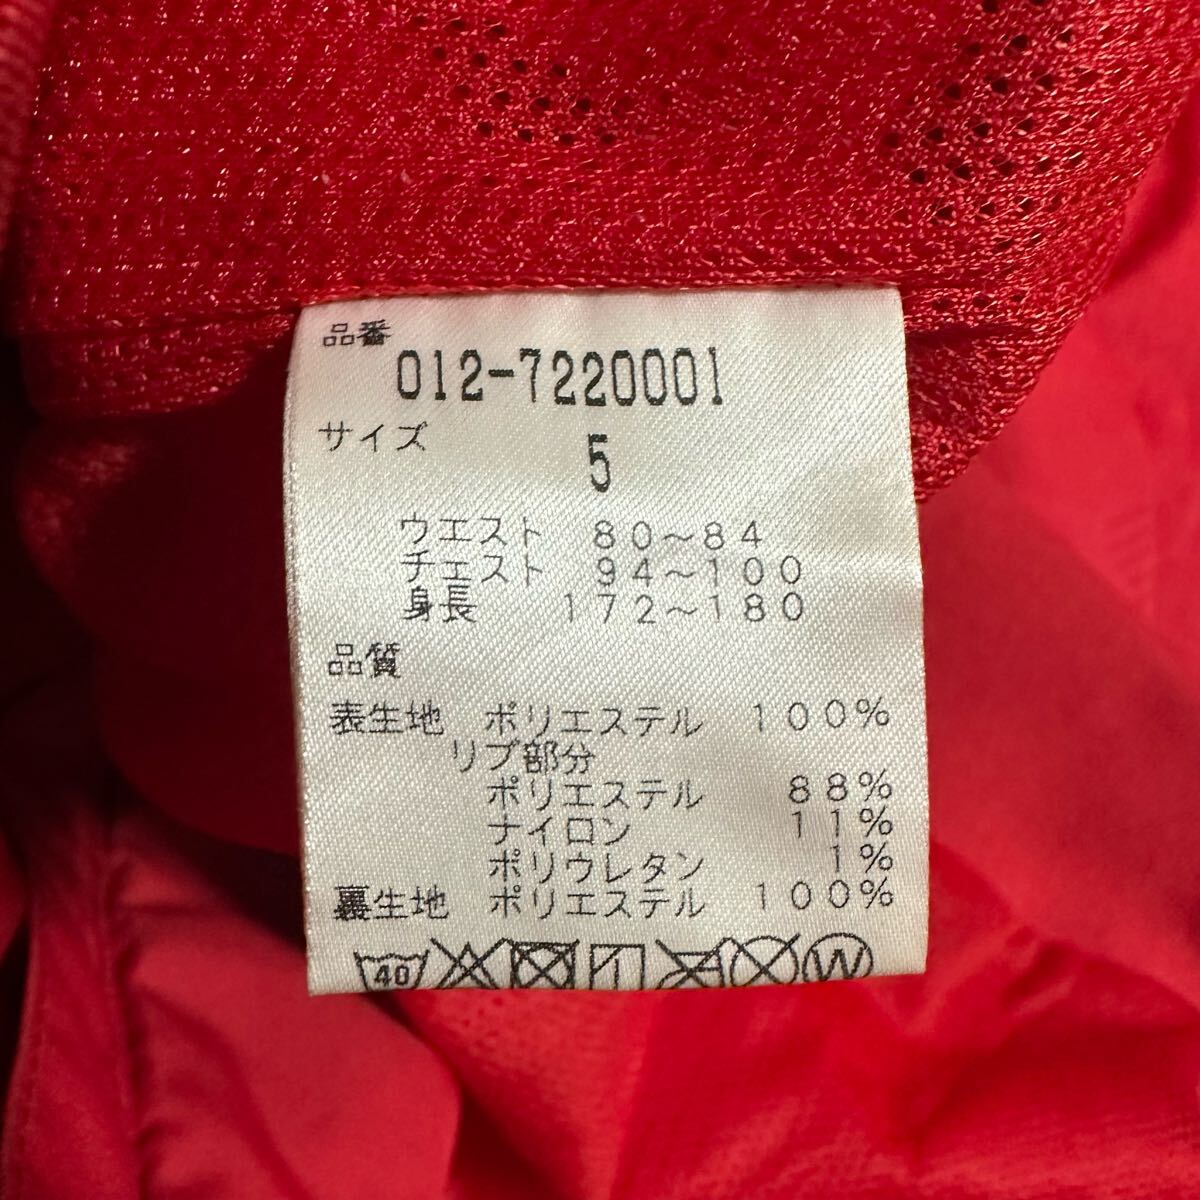 品番
012-7220001
サイズ
5
ウエスト 80～84
チェスト 94～100
身長 172～180
品質
表生地 ポリエステル 100%
リブ部分
ポリエステル 88%
ナイロン 11%
ポリウレタン 1%
裏生地 ポリエステル 100%
40 W